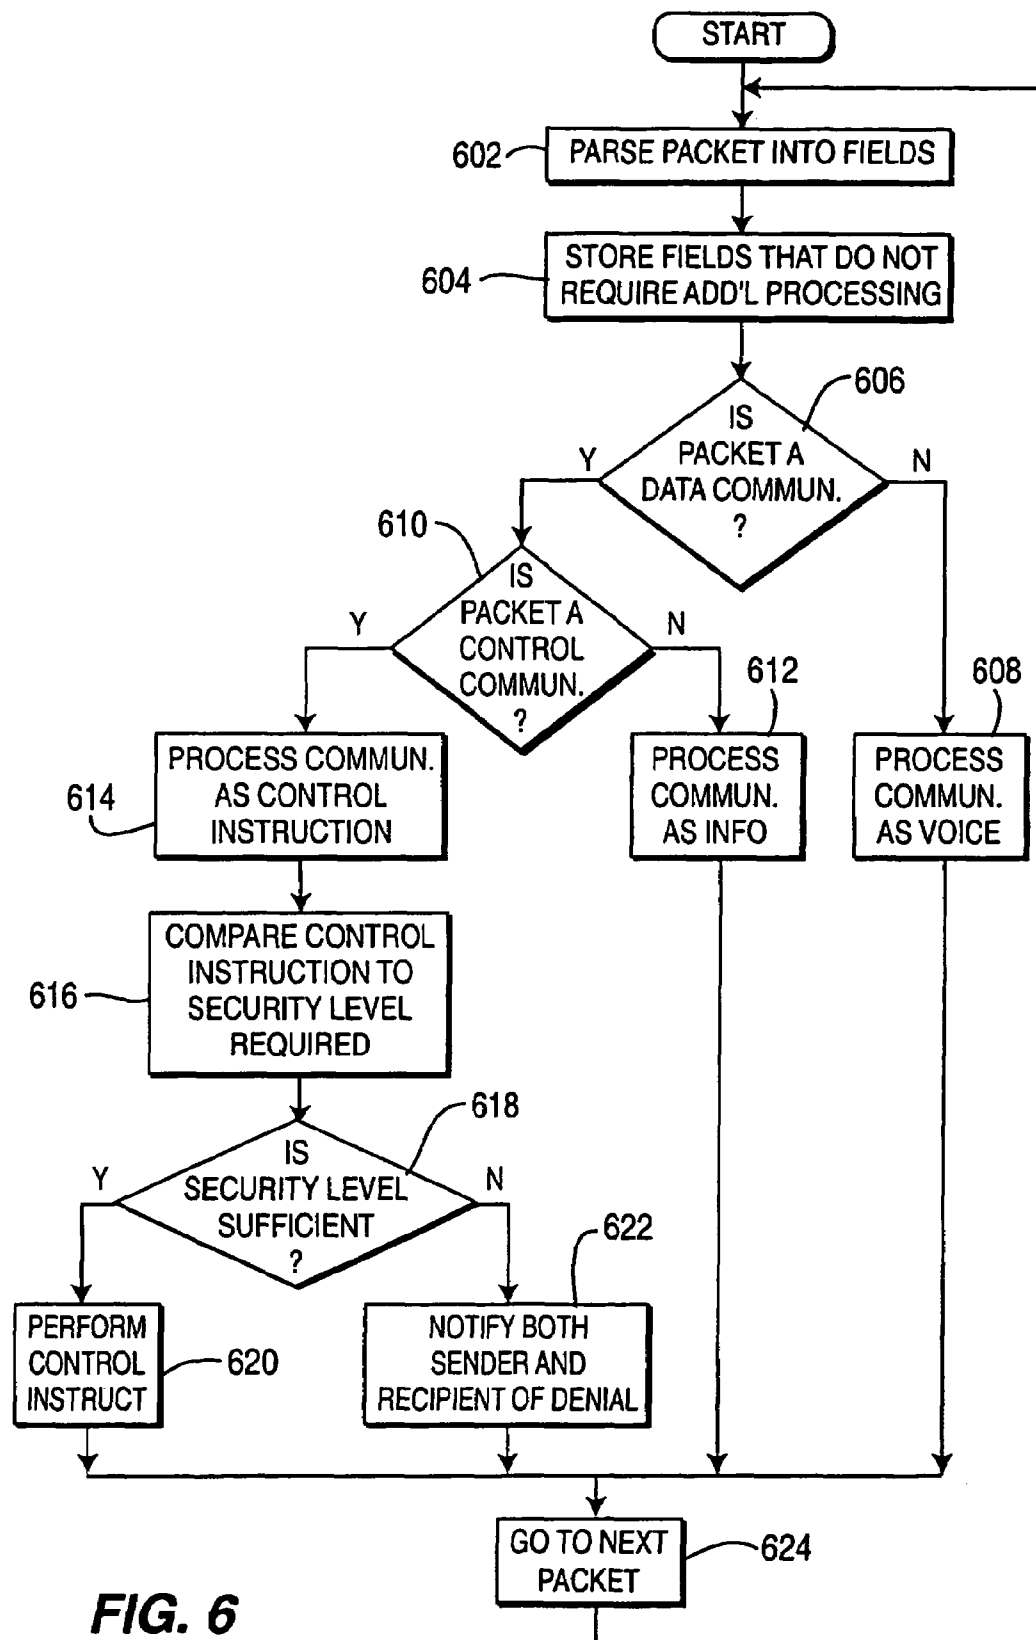 START
602
PARSE PACKET INTO FIELDS
604
STORE FIELDS THAT DO NOT
REQUIRE ADD'L PROCESSING
606
IS
PACKET A
DATA COMMUN.
?
Y
N
610
IS
PACKET A
CONTROL
COMMUN.
?
Y
N
612
608
614
PROCESS COMMUN.
AS CONTROL
INSTRUCTION
PROCESS
COMMUN.
AS INFO
PROCESS
COMMUN.
AS VOICE
616
COMPARE CONTROL
INSTRUCTION TO
SECURITY LEVEL
REQUIRED
618
IS
SECURITY LEVEL
SUFFICIENT
?
Y
N
622
PERFORM
CONTROL
INSTRUCT
620
NOTIFY BOTH
SENDER AND
RECIPIENT OF DENIAL
GO TO NEXT
PACKET
624
FIG. 6